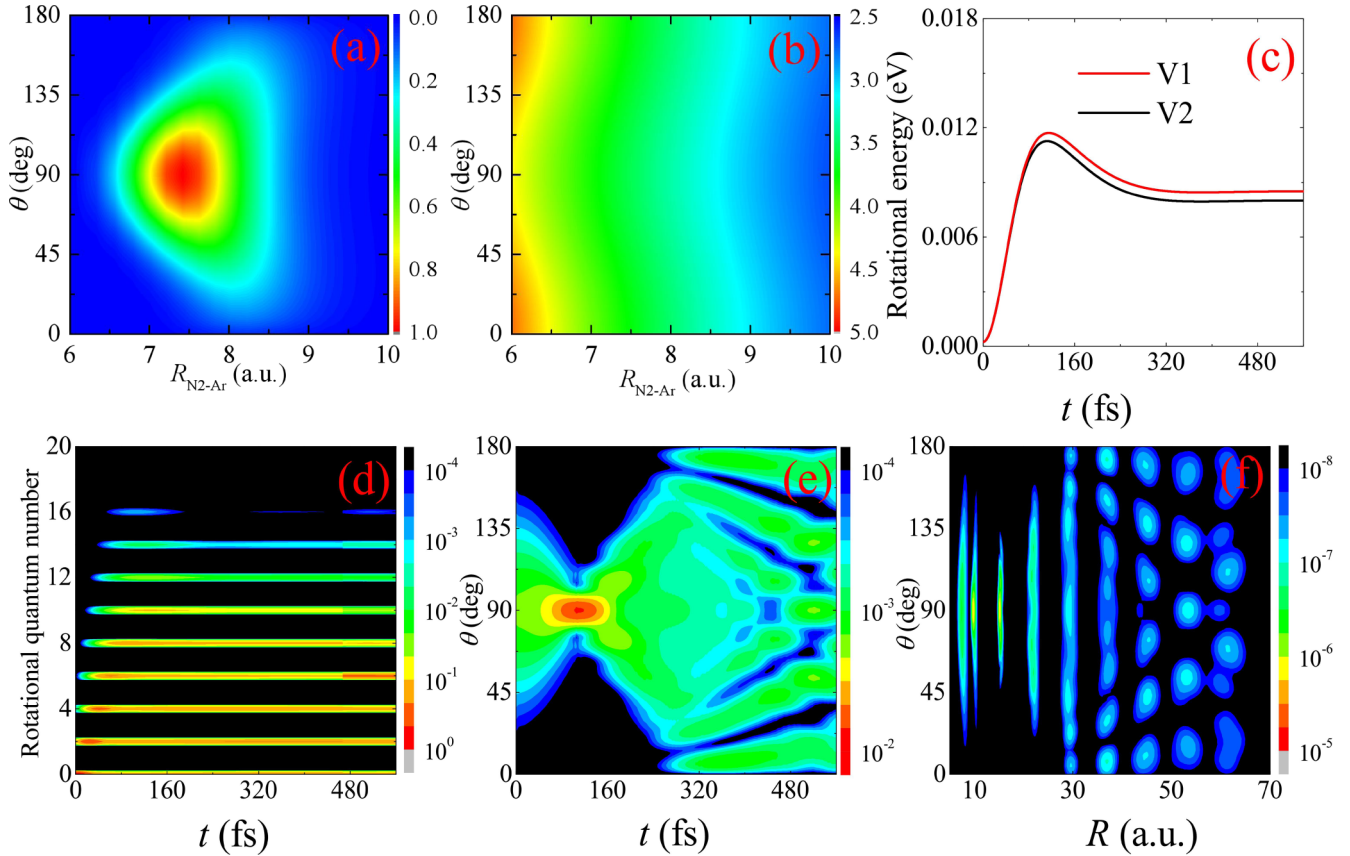 (a)
180
135
90
45
0
θ (deg)
6 7 8 9 10
R_N2-Ar (a.u.)
0.0
0.2
0.4
0.6
0.8
1.0
(b)
180
135
90
45
0
θ (deg)
6 7 8 9 10
R_N2-Ar (a.u.)
2.5
3.0
3.5
4.0
4.5
5.0
(c)
Rotational energy (eV)
0.018
0.012
0.006
0.000
V1
V2
0 160 320 480
t (fs)
(d)
Rotational quantum number
20
16
12
8
4
0
0 160 320 480
t (fs)
10⁻⁴
10⁻³
10⁻²
10⁻¹
10⁰
(e)
θ (deg)
180
135
90
45
0
0 160 320 480
t (fs)
10⁻⁴
10⁻³
10⁻²
(f)
θ (deg)
180
135
90
45
0
10 30 50 70
R (a.u.)
10⁻⁸
10⁻⁷
10⁻⁶
10⁻⁵